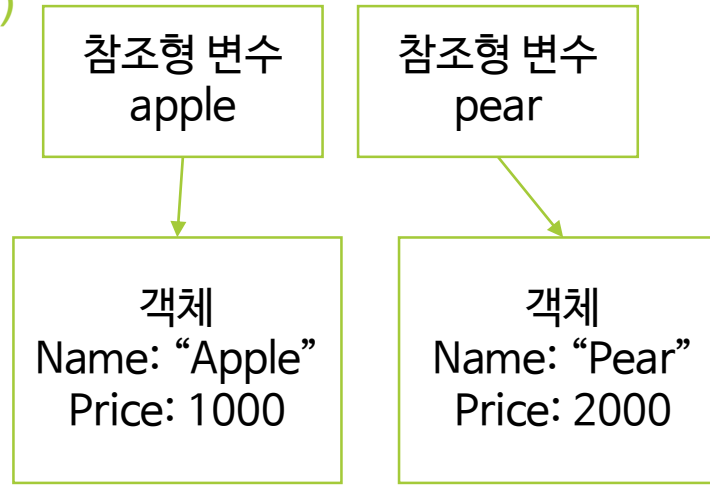 )
참조형 변수
apple
참조형 변수
pear
객체
Name: “Apple”
Price: 1000
객체
Name: “Pear”
Price: 2000